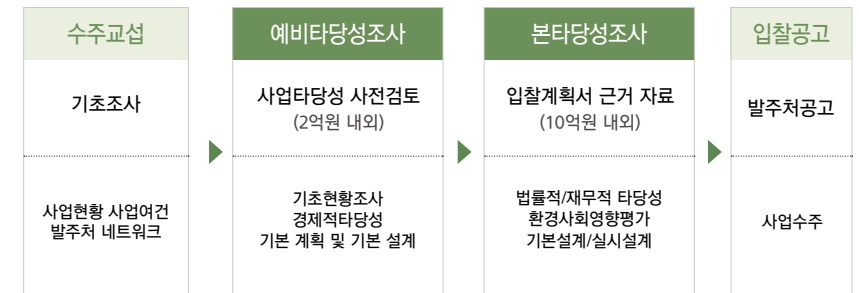 수주교섭
기초조사
사업현황 사업여건
발주처 네트워크
예비타당성조사
사업타당성 사전검토
(2억원 내외)
기초현황조사
경제적타당성
기본 계획 및 기본 설계
본타당성조사
입찰계획서 근거 자료
(10억원 내외)
법률적/재무적 타당성
환경사회영향평가
기본설계/실시설계
입찰공고
발주처공고
사업수주